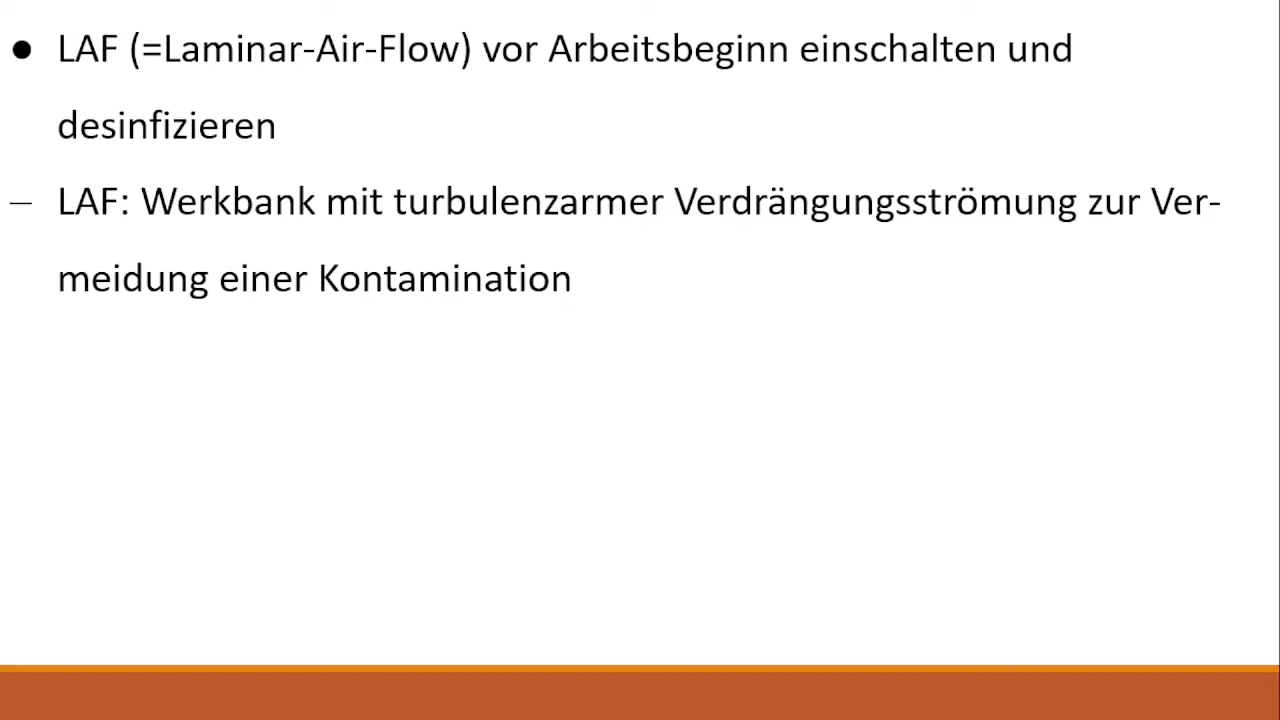 ● LAF (=Laminar-Air-Flow) vor Arbeitsbeginn einschalten und
desinfizieren
– LAF: Werkbank mit turbulenzarmer Verdrängungsströmung zur Ver-
meidung einer Kontamination